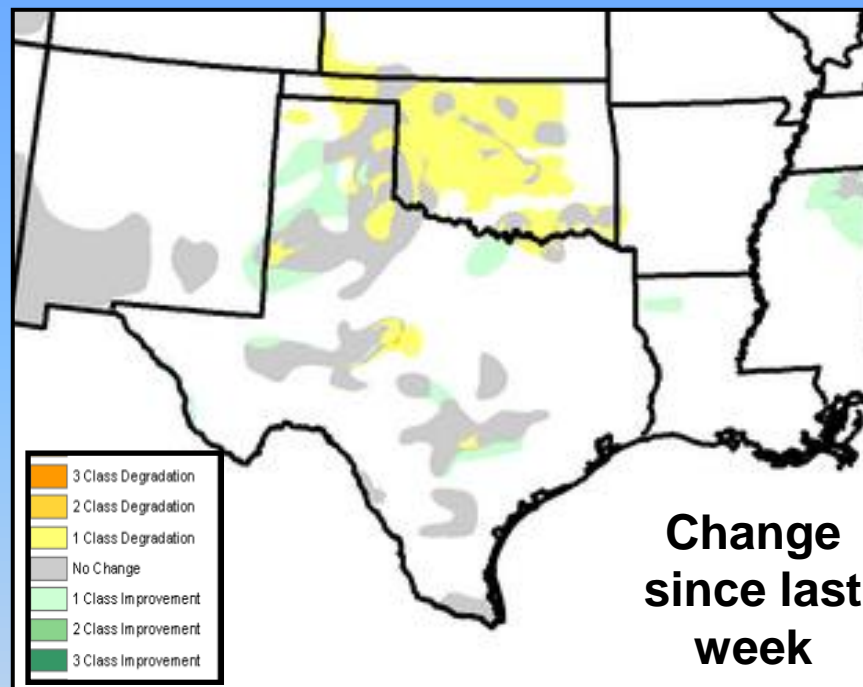 3 Class Degradation
2 Class Degradation
1 Class Degradation
No Change
1 Class Improvement
2 Class Improvement
3 Class Improvement
Change
since last
week